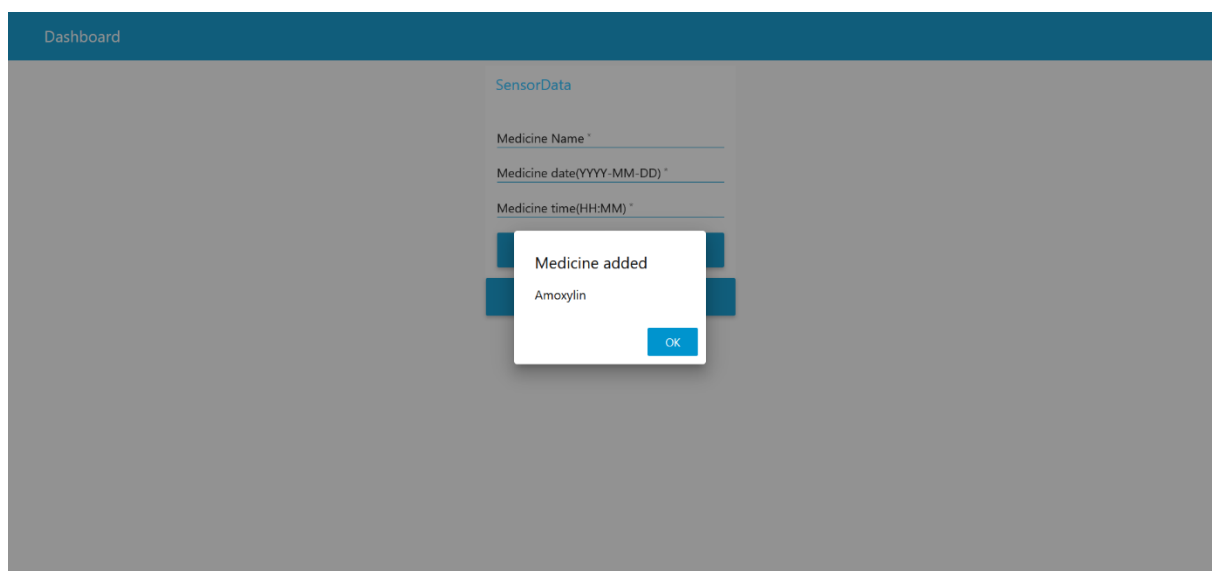 Dashboard
SensorData
Medicine Name *
Medicine date(YYYY-MM-DD) *
Medicine time(HH:MM) *
Medicine added
Amoxylin
OK